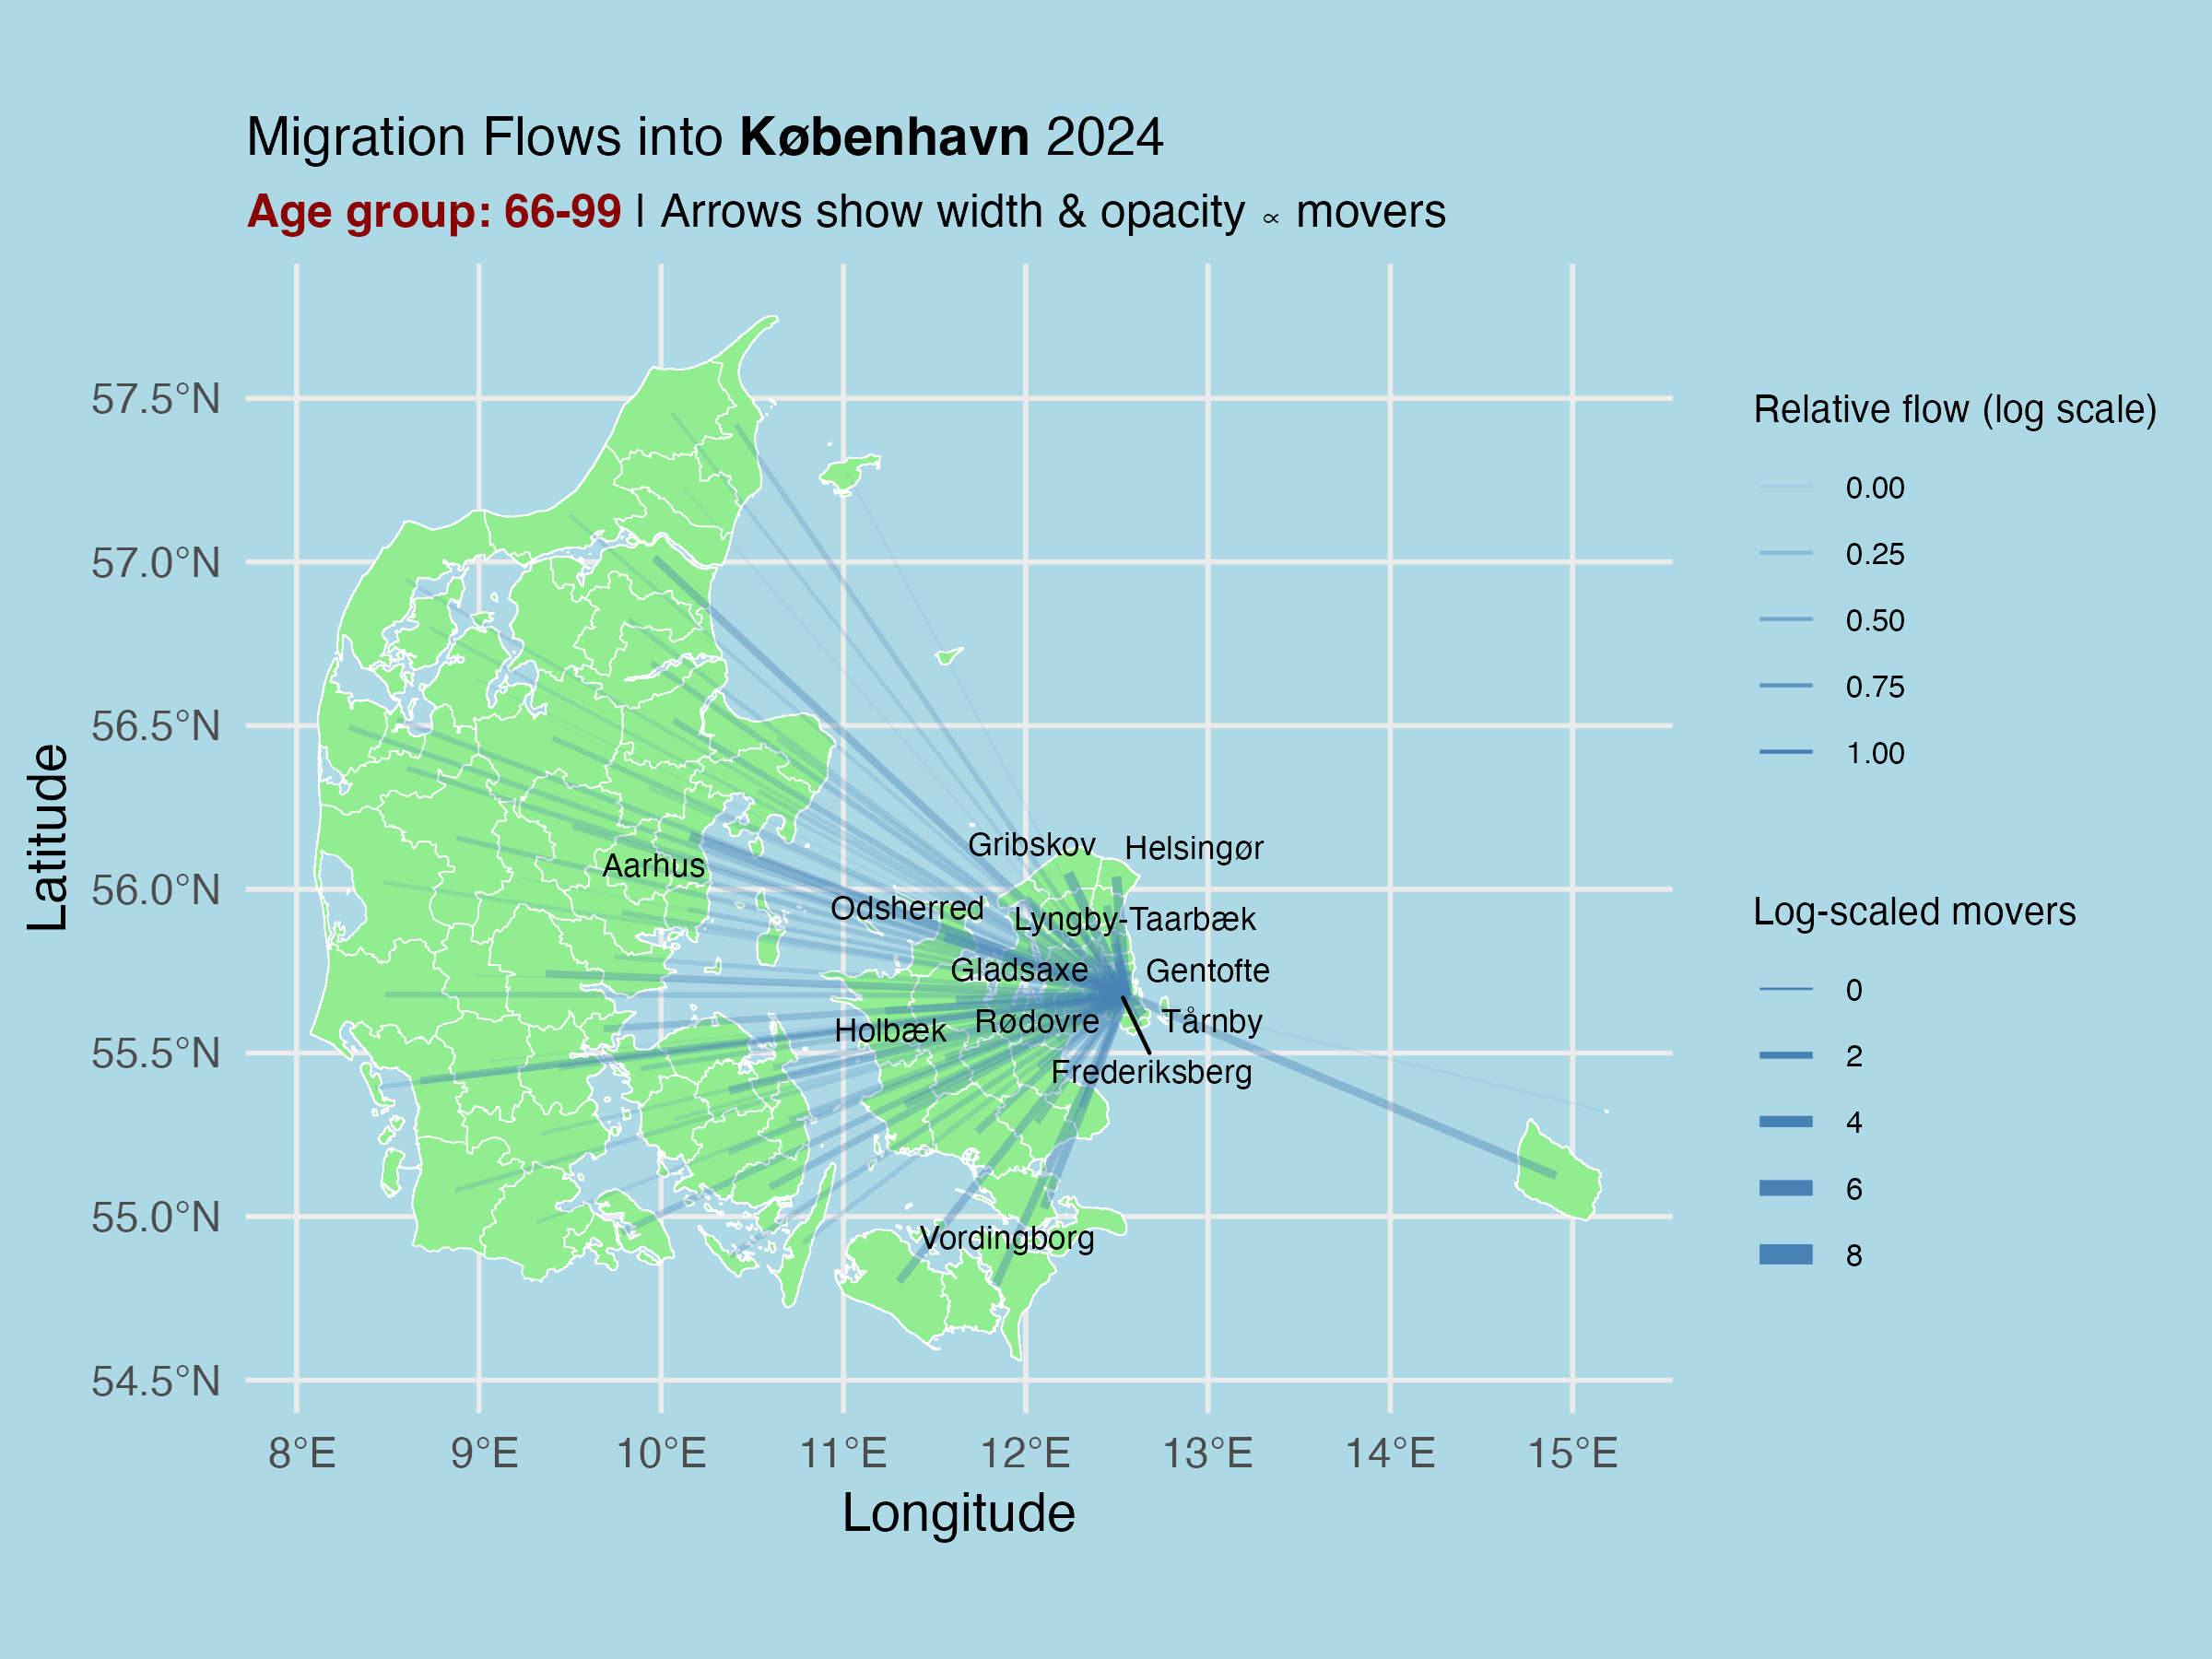 Migration Flows into København 2024
Age group: 66-99 | Arrows show width & opacity ∝ movers
Latitude
57.5°N
57.0°N
56.5°N
56.0°N
55.5°N
55.0°N
54.5°N
Gribskov
Helsingør
Aarhus
Odsherred
Lyngby-Taarbæk
Gladsaxe
Gentofte
Holbæk
Rødovre
Tårnby
Frederiksberg
Vordingborg
8°E
9°E
10°E
11°E
12°E
13°E
14°E
15°E
Longitude
Relative flow (log scale)
0.00
0.25
0.50
0.75
1.00
Log-scaled movers
0
2
4
6
8